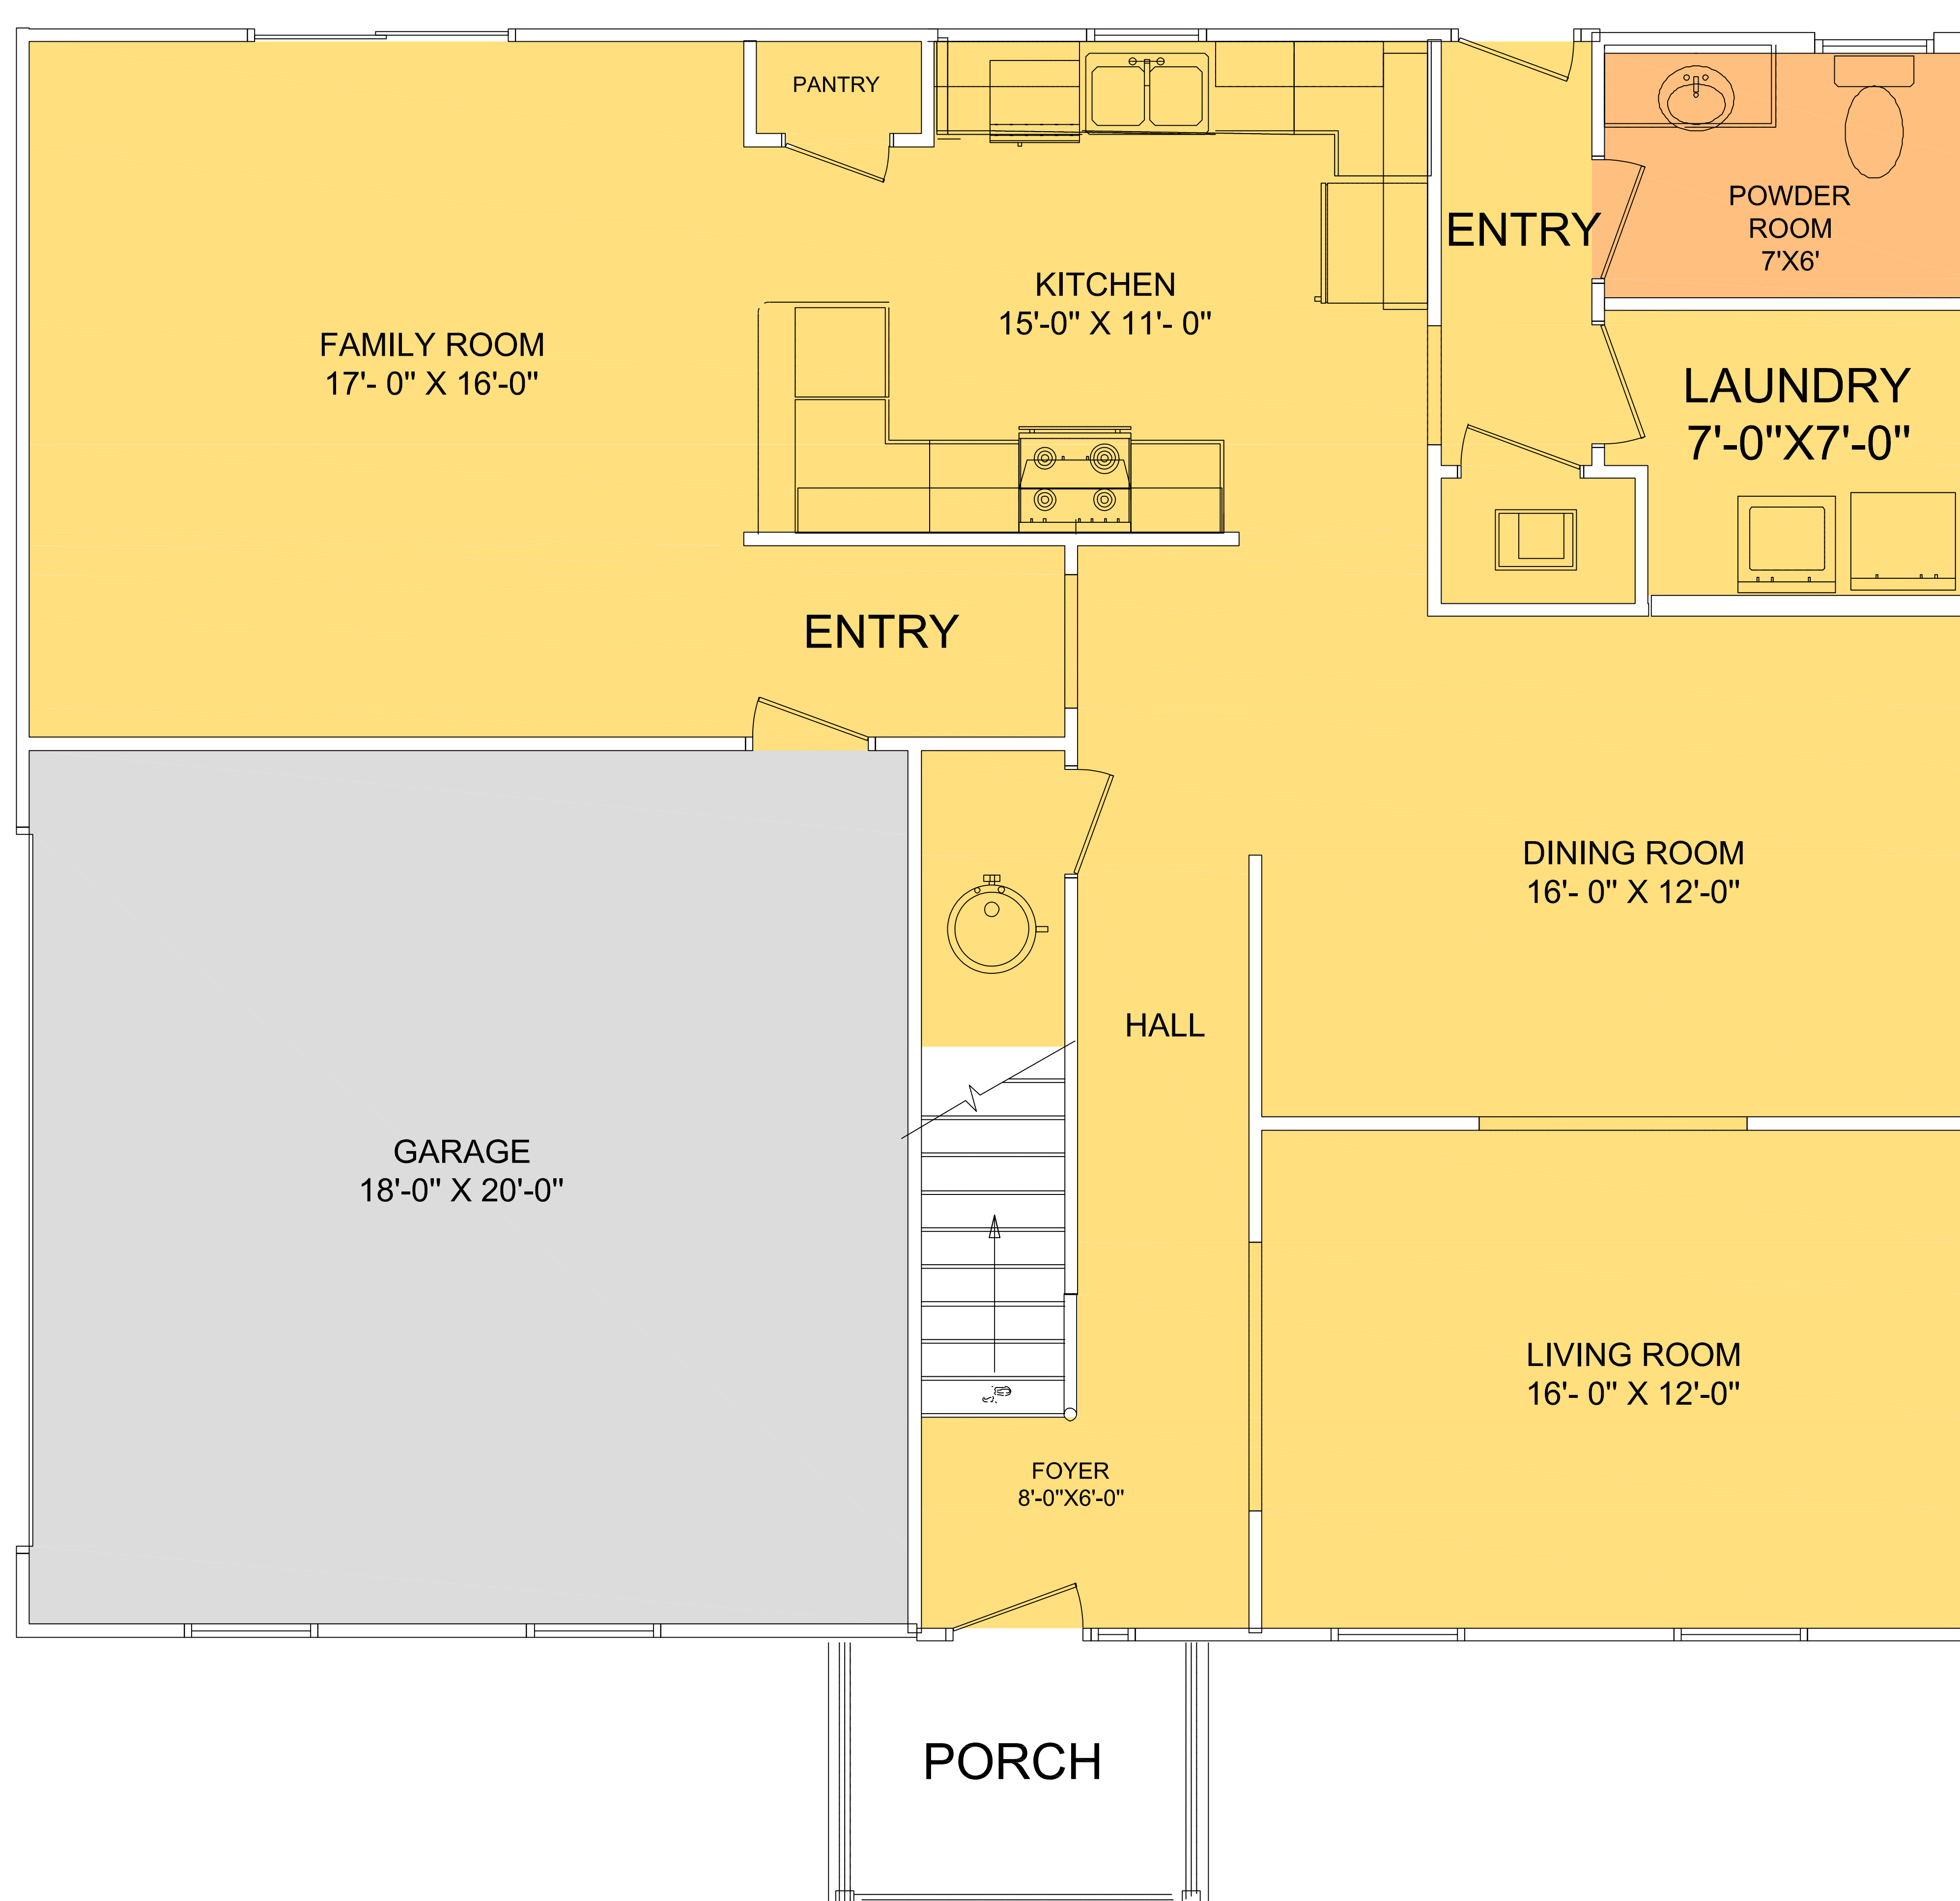 PANTRY
POWDER
ROOM
7'X6'
ENTRY
KITCHEN
15'-0" X 11'- 0"
FAMILY ROOM
17'- 0" X 16'-0"
LAUNDRY
7'-0"X7'-0"
ENTRY
DINING ROOM
16'- 0" X 12'-0"
HALL
GARAGE
18'-0" X 20'-0"
LIVING ROOM
16'- 0" X 12'-0"
FOYER
8'-0"X6'-0"
PORCH